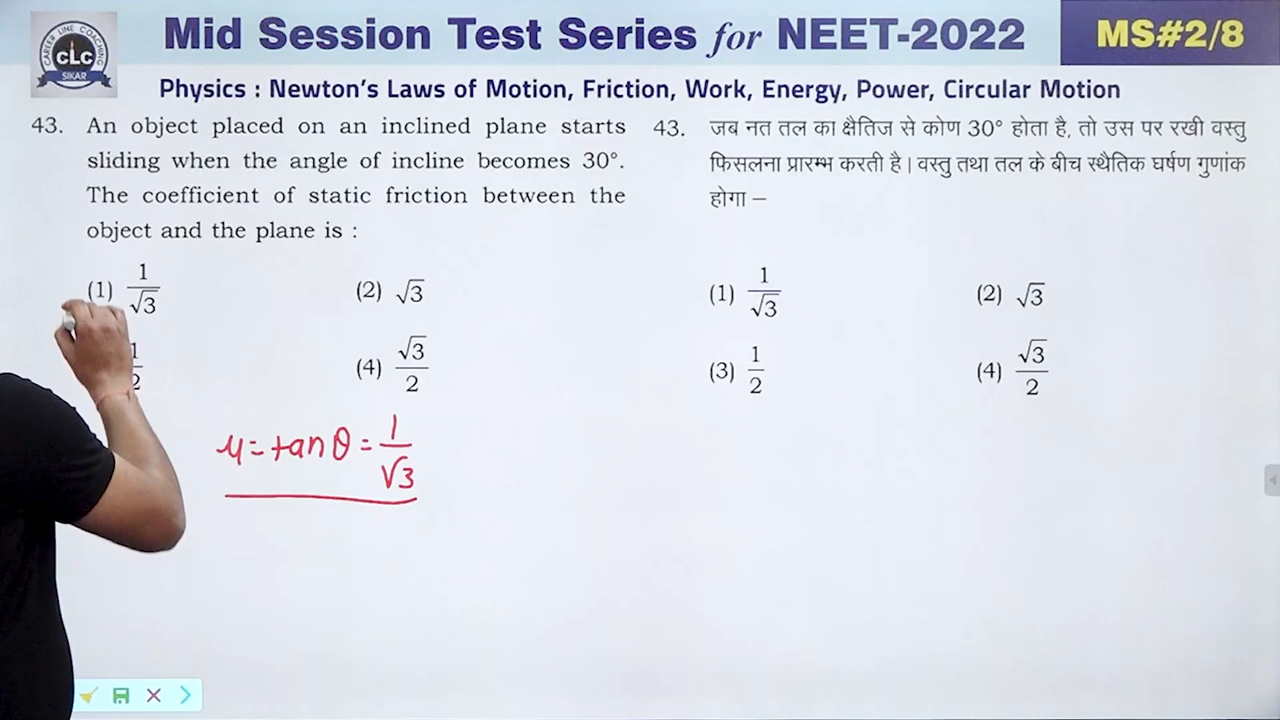 Mid Session Test Series for NEET-2022
MS#2/8
CAREER LINE COACHING
CLC
SIKAR
Physics : Newton's Laws of Motion, Friction, Work, Energy, Power, Circular Motion
43. An object placed on an inclined plane starts
sliding when the angle of incline becomes 30°.
The coefficient of static friction between the
object and the plane is :
(1) 1/√3
(2) √3
1/2
(4) √3/2
μ = tan θ = 1/√3
43. जब नत तल का क्षैतिज से कोण 30° होता है, तो उस पर रखी वस्तु
फिसलना प्रारम्भ करती है। वस्तु तथा तल के बीच स्थैतिक घर्षण गुणांक
होगा –
(1) 1/√3
(2) √3
(3) 1/2
(4) √3/2